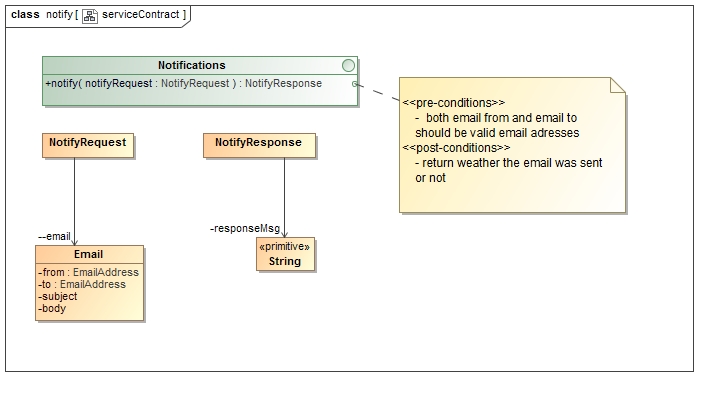 class notify [ serviceContract ]
Notifications
+notify( notifyRequest : NotifyRequest ) : NotifyResponse
<<pre-conditions>>
- both email from and email to
should be valid email adresses
<<post-conditions>>
- return weather the email was sent
or not
NotifyRequest
NotifyResponse
--email
-responseMsg
Email
-from : EmailAddress
-to : EmailAddress
-subject
-body
«primitive»
String